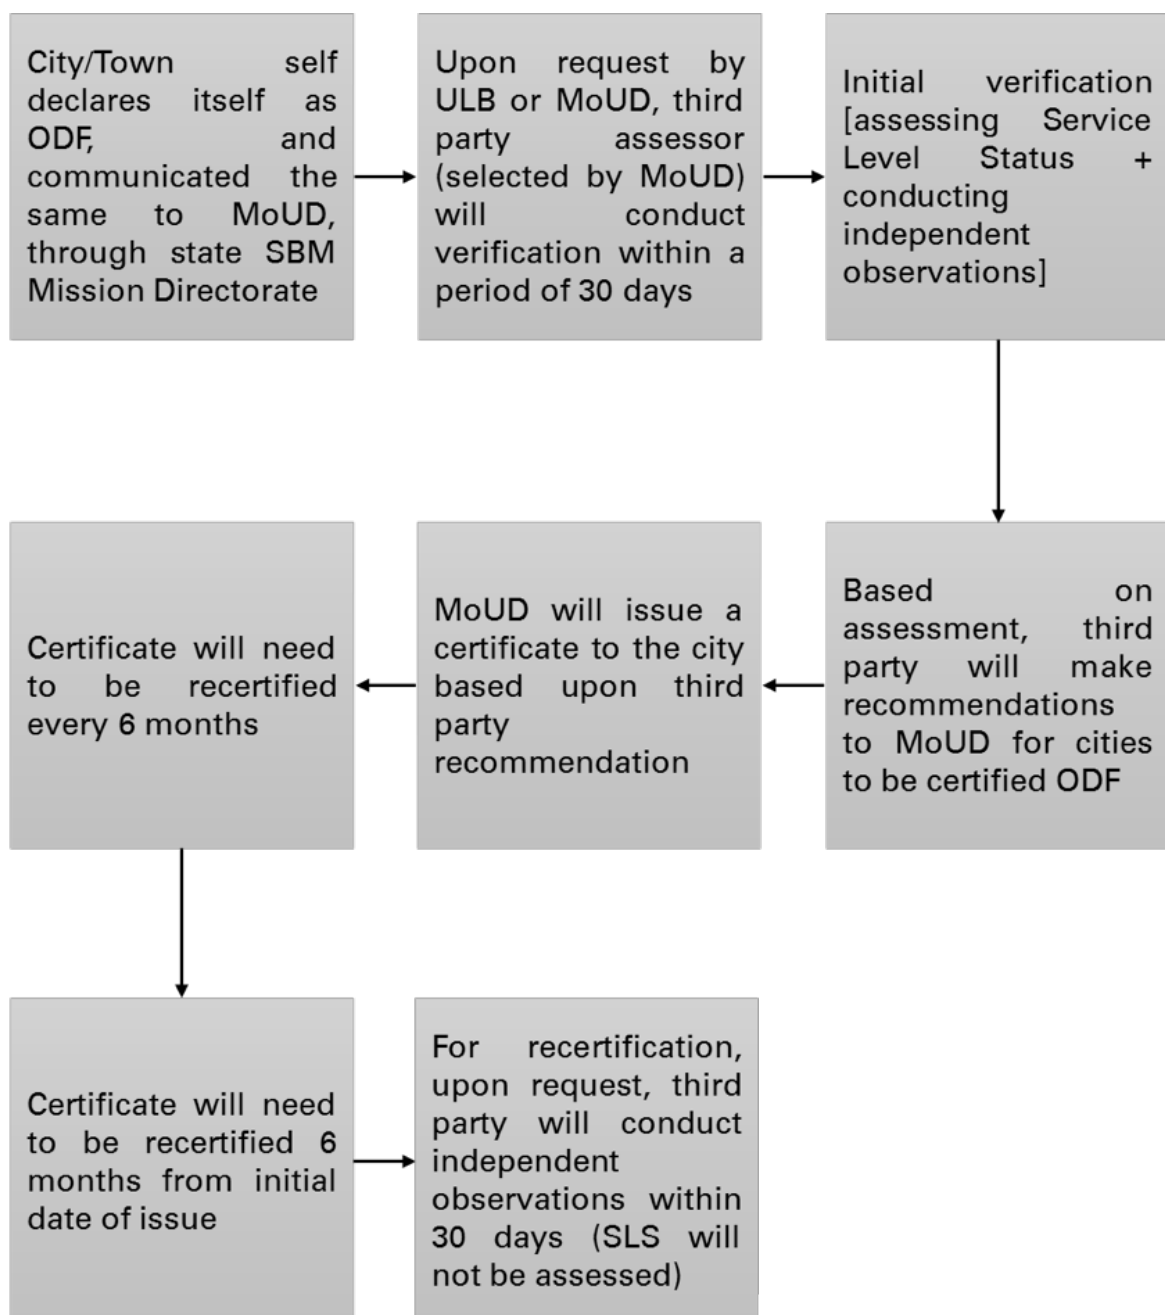 City/Town self
declares itself as
ODF, and
communicated the
same to MoUD,
through state SBM
Mission Directorate
Upon request by
ULB or MoUD, third
party assessor
(selected by MoUD)
will conduct
verification within a
period of 30 days
Initial verification
[assessing Service
Level Status +
conducting
independent
observations]
Based on
assessment, third
party will make
recommendations
to MoUD for cities
to be certified ODF
MoUD will issue a
certificate to the city
based upon third
party
recommendation
Certificate will need
to be recertified
every 6 months
Certificate will need
to be recertified 6
months from initial
date of issue
For recertification,
upon request, third
party will conduct
independent
observations within
30 days (SLS will
not be assessed)